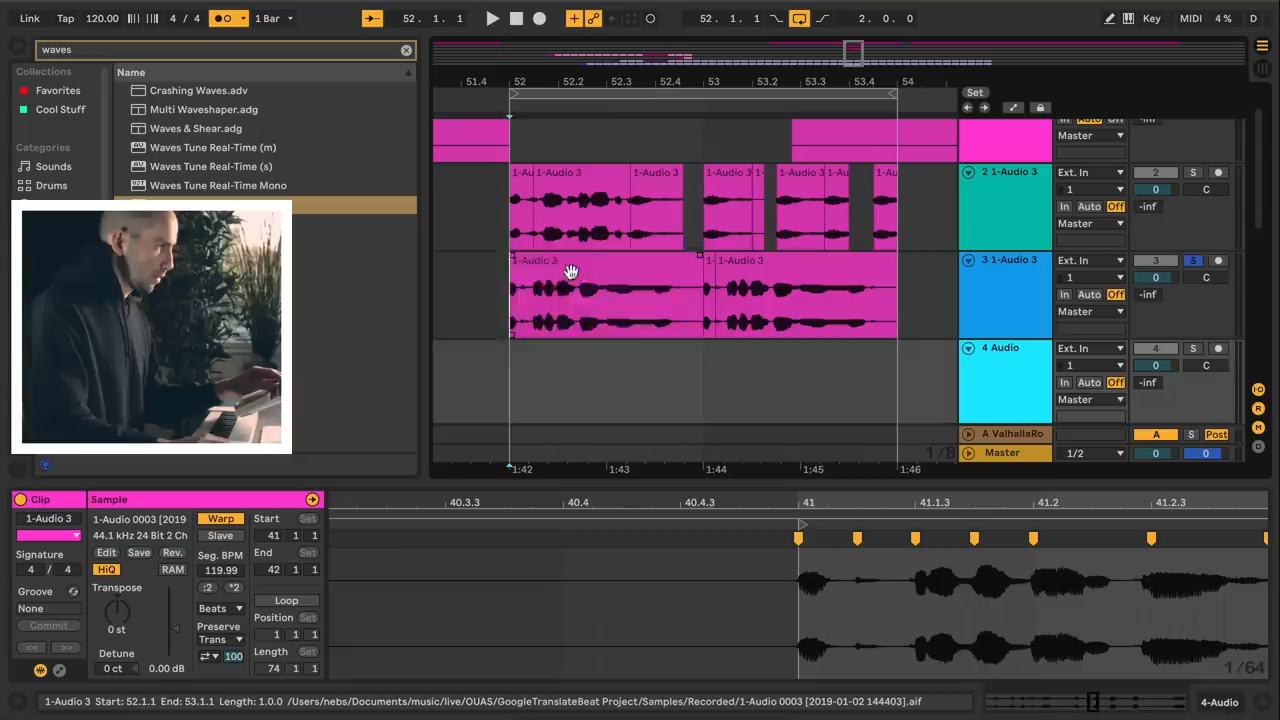 Link Tap 120.00 4 / 4 1 Bar 52. 1. 1 52. 1. 1 2. 0. 0 Key MIDI 4 % D
waves
Collections
Favorites
Cool Stuff
Categories
Sounds
Drums
Name
Crashing Waves.adv
Multi Waveshaper.adg
Waves & Shear.adg
Waves Tune Real-Time (m)
Waves Tune Real-Time (s)
Waves Tune Real-Time Mono
51.4 52 52.2 52.3 52.4 53 53.2 53.3 53.4 54
Set
In Auto Off -inf
Master
1-Au 1-Audio 3 1-Audio 3 1-Audio 3 1- 1-Audio 3 1-Au 1-Au
2 1-Audio 3 Ext. In 2 S
1 0 C
In Auto Off -inf
Master
1-Audio 3 1- 1-Audio 3
3 1-Audio 3 Ext. In 3 S
1 0 C
In Auto Off -inf
Master
4 Audio Ext. In 4 S
1 0 C
In Auto Off -inf
Master
A ValhallaRo A S Post
1/8
Master 1/2 0 0
1:42 1:43 1:44 1:45 1:46
I-O
R
M
D
Clip
1-Audio 3
Signature
4 / 4
Groove
None
Commit
<< >>
Sample
1-Audio 0003 [2019
44.1 kHz 24 Bit 2 Ch
Edit Save Rev.
HiQ RAM
Transpose
0 st
Detune
0 ct 0.00 dB
Warp
Slave
Seg. BPM
119.99
:2 *2
Beats
Preserve
Trans
100
Start Set
41 1 1
End Set
42 1 1
Loop
Position Set
1 1 1
Length Set
74 1 1
40.3.3 40.4 40.4.3 41 41.1.3 41.2 41.2.3
1/64
1-Audio 3 Start: 52.1.1 End: 53.1.1 Length: 1.0.0 /Users/nebs/Documents/music/live/OUAS/GoogleTranslateBeat Project/Samples/Recorded/1-Audio 0003 [2019-01-02 144403].aif
4-Audio